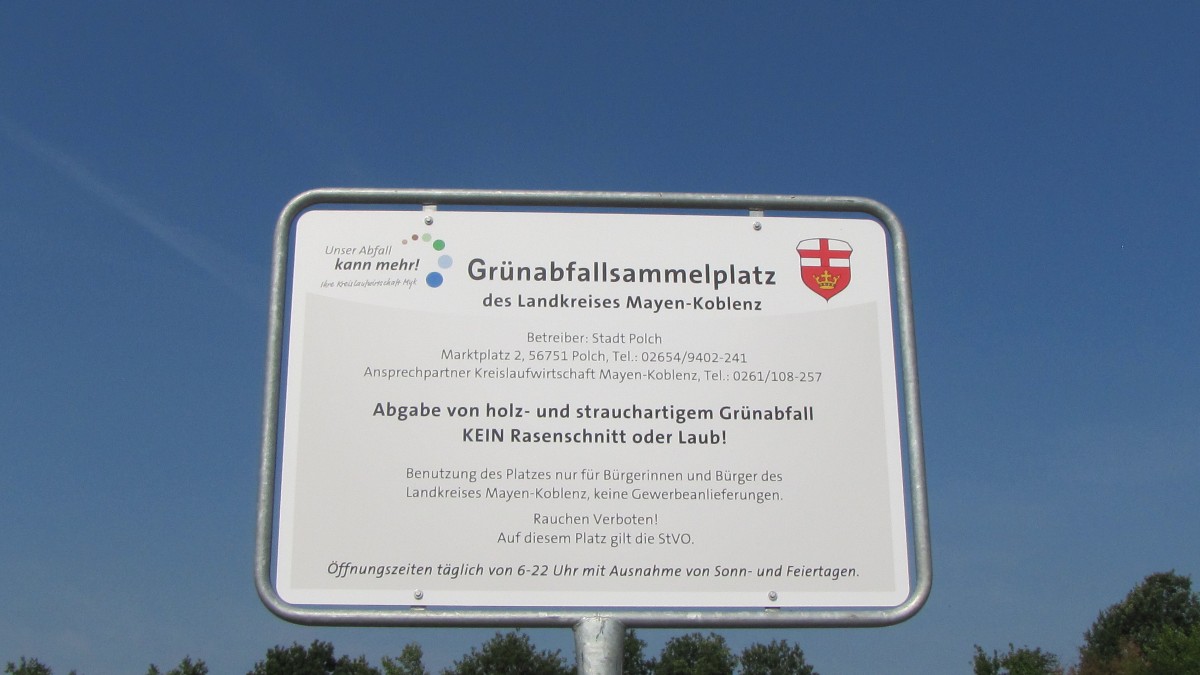 Unser Abfall
kann mehr!
Ihre Kreislaufwirtschaft Myk
Grünabfallsammelplatz
des Landkreises Mayen-Koblenz
Betreiber: Stadt Polch
Marktplatz 2, 56751 Polch, Tel.: 02654/9402-241
Ansprechpartner Kreislaufwirtschaft Mayen-Koblenz, Tel.: 0261/108-257
Abgabe von holz- und strauchartigem Grünabfall
KEIN Rasenschnitt oder Laub!
Benutzung des Platzes nur für Bürgerinnen und Bürger des
Landkreises Mayen-Koblenz, keine Gewerbeanlieferungen.
Rauchen Verboten!
Auf diesem Platz gilt die StVO.
Öffnungszeiten täglich von 6-22 Uhr mit Ausnahme von Sonn- und Feiertagen.